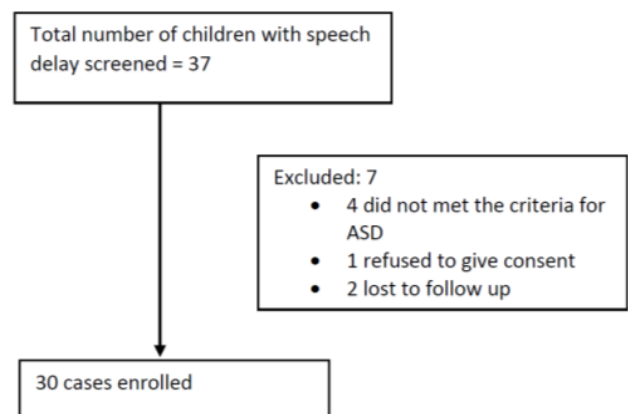 Total number of children with speech
delay screened = 37
Excluded: 7
• 4 did not met the criteria for
ASD
• 1 refused to give consent
• 2 lost to follow up
30 cases enrolled